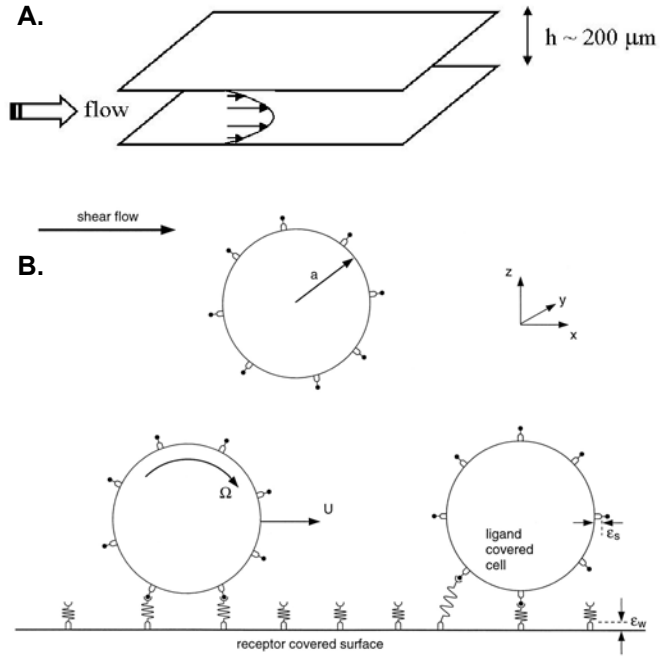 A.
h ~ 200 μm
flow
shear flow
B.
a
z
y
x
Ω
U
ligand
covered
cell
εs
εw
receptor covered surface